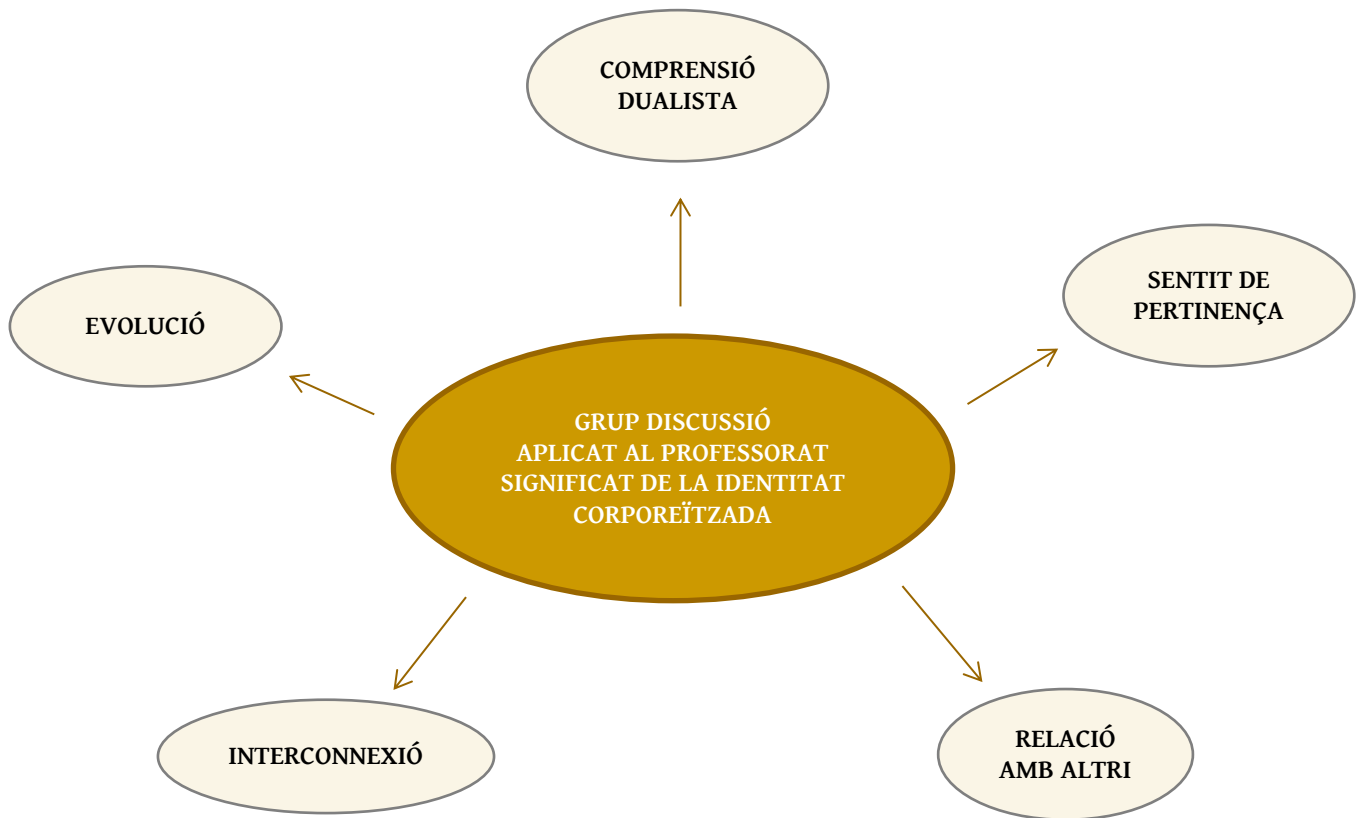 COMPRENSIÓ
DUALISTA
SENTIT DE
PERTINENÇA
EVOLUCIÓ
GRUP DISCUSSIÓ
APLICAT AL PROFESSORAT
SIGNIFICAT DE LA IDENTITAT
CORPOREÏTZADA
INTERCONNEXIÓ
RELACIÓ
AMB ALTRI